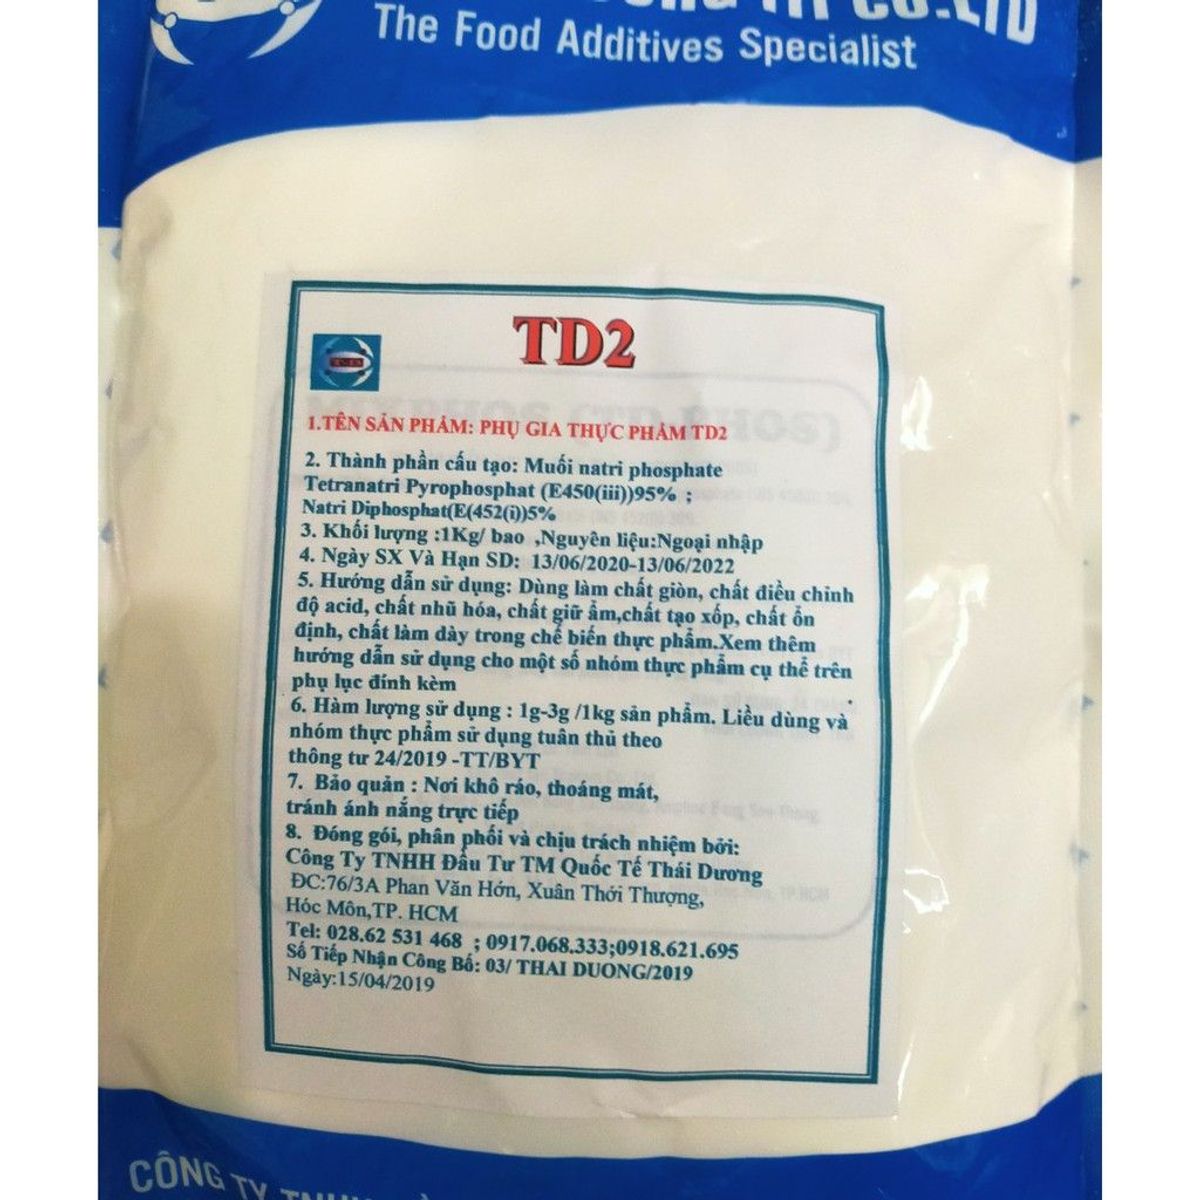 CO.LTD
The Food Additives Specialist
TD2
1.TÊN SẢN PHẨM: PHỤ GIA THỰC PHẨM TD2
2. Thành phần cấu tạo: Muối natri phosphate
Tetranatri Pyrophosphat (E450(iii))95% ;
Natri Diphosphat(E(452(i))5%
3. Khối lượng :1Kg/ bao ,Nguyên liệu:Ngoại nhập
4. Ngày SX Và Hạn SD: 13/06/2020-13/06/2022
5. Hướng dẫn sử dụng: Dùng làm chất giòn, chất điều chỉnh
độ acid, chất nhũ hóa, chất giữ ẩm,chất tạo xốp, chất ổn
định, chất làm dày trong chế biến thực phẩm.Xem thêm
hướng dẫn sử dụng cho một số nhóm thực phẩm cụ thể trên
phụ lục đính kèm
6. Hàm lượng sử dụng : 1g-3g /1kg sản phẩm. Liều dùng và
nhóm thực phẩm sử dụng tuân thủ theo
thông tư 24/2019 -TT/BYT
7. Bảo quản : Nơi khô ráo, thoáng mát,
tránh ánh nắng trực tiếp
8. Đóng gói, phân phối và chịu trách nhiệm bởi:
Công Ty TNHH Đầu Tư TM Quốc Tế Thái Dương
ĐC:76/3A Phan Văn Hớn, Xuân Thới Thượng,
Hóc Môn,TP. HCM
Tel: 028.62 531 468 ; 0917.068.333;0918.621.695
Số Tiếp Nhận Công Bố: 03/ THAI DUONG/2019
Ngày:15/04/2019
CÔNG TY TNHH